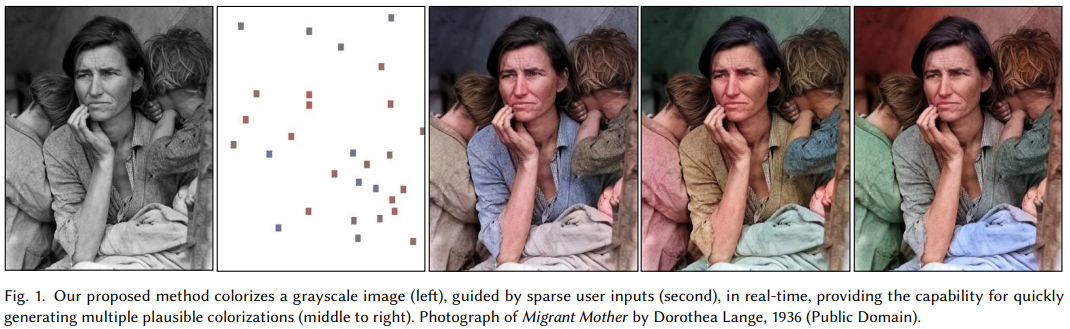 Fig. 1. Our proposed method colorizes a grayscale image (left), guided by sparse user inputs (second), in real-time, providing the capability for quickly
generating multiple plausible colorizations (middle to right). Photograph of Migrant Mother by Dorothea Lange, 1936 (Public Domain).